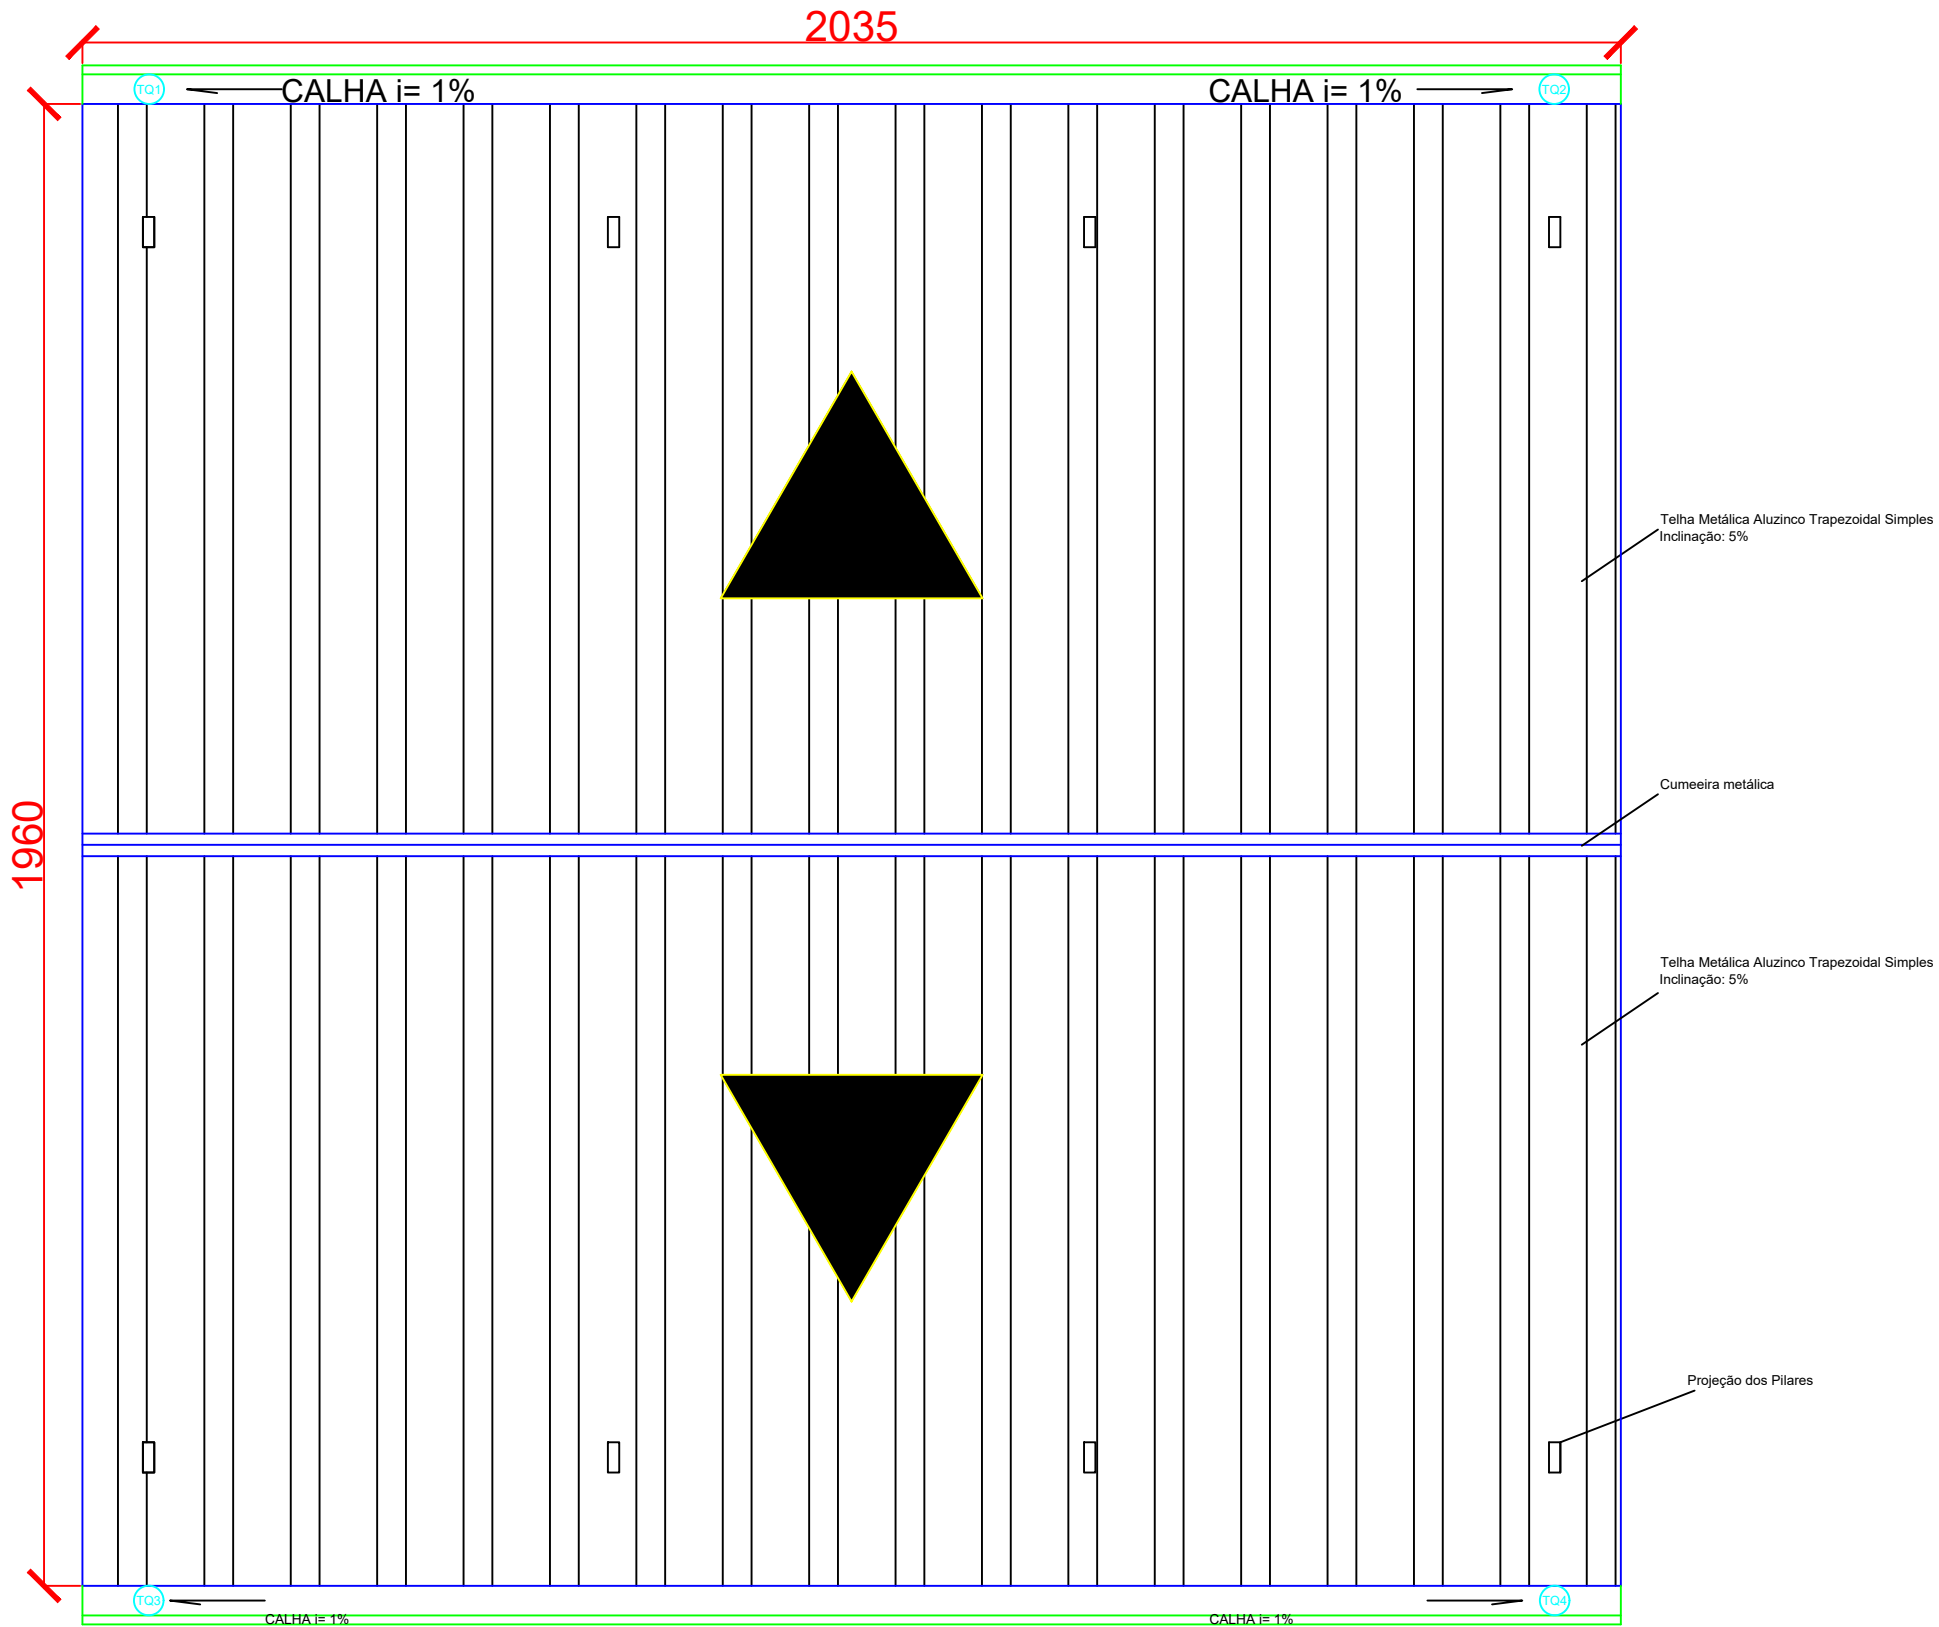 2035
TQ1
CALHA i= 1%
CALHA i= 1%
TQ2
Telha Metálica Aluzinco Trapezoidal Simples
Inclinação: 5%
Cumeeira metálica
1960
Telha Metálica Aluzinco Trapezoidal Simples
Inclinação: 5%
Projeção dos Pilares
TQ3
CALHA i= 1%
CALHA i= 1%
TQ4